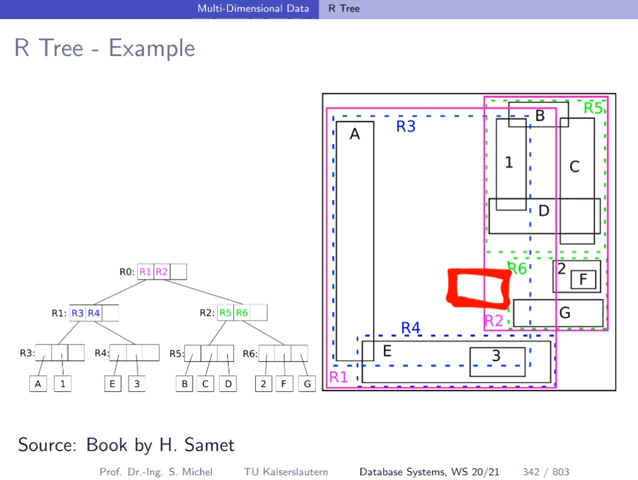 Multi-Dimensional Data R Tree
R Tree - Example
R0: R1 R2
R1: R3 R4
R2: R5 R6
R3: R4: R5: R6:
A 1 E 3 B C D 2 F G
B R5
A R3
1 C
D
R6 2 F
R2 G
R4
E 3
R1
Source: Book by H. Samet
Prof. Dr.-Ing. S. Michel TU Kaiserslautern Database Systems, WS 20/21 342 / 803